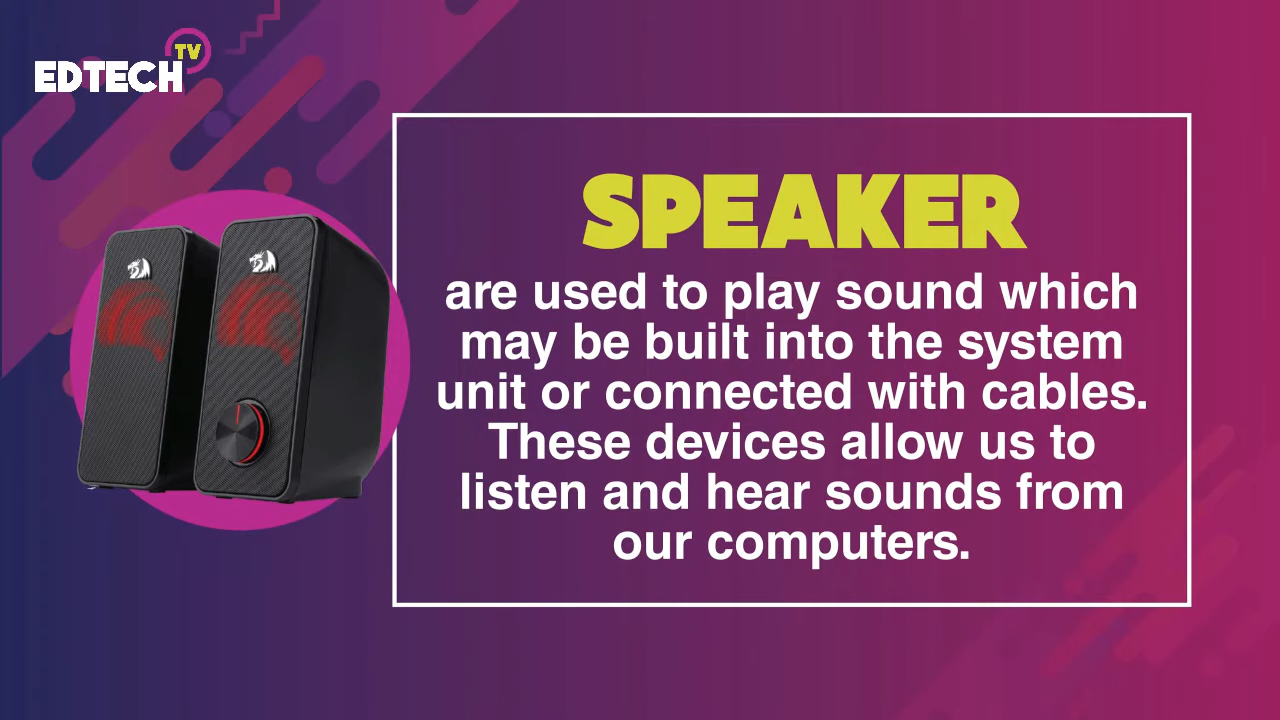 EDTECH TV
SPEAKER
are used to play sound which
may be built into the system
unit or connected with cables.
These devices allow us to
listen and hear sounds from
our computers.